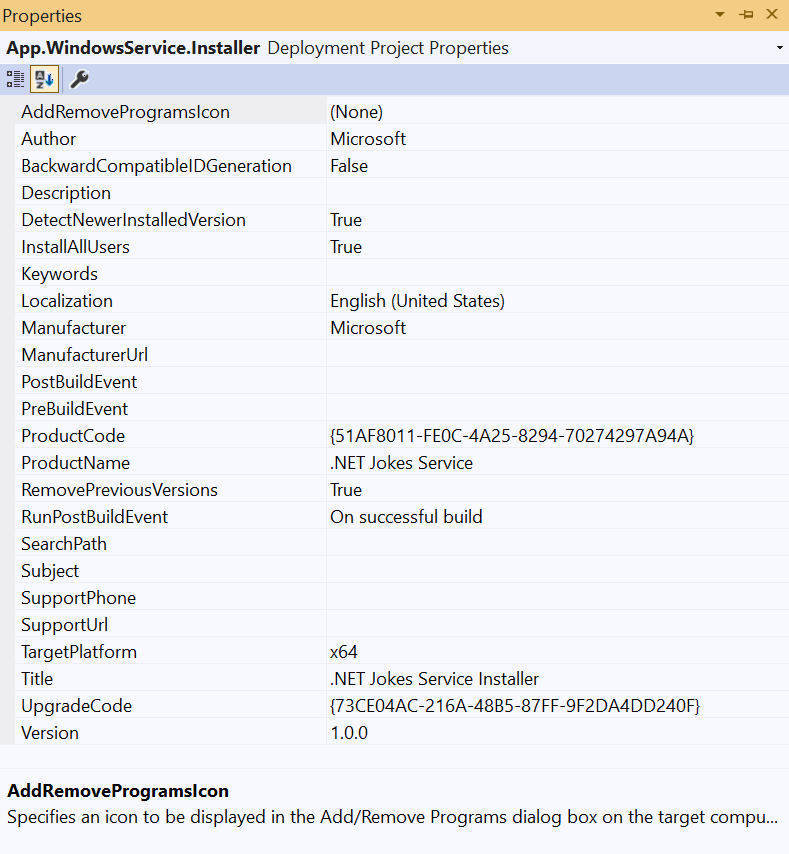 Properties
App.WindowsService.Installer Deployment Project Properties
AddRemoveProgramsIcon (None)
Author Microsoft
BackwardCompatibleIDGeneration False
Description
DetectNewerInstalledVersion True
InstallAllUsers True
Keywords
Localization English (United States)
Manufacturer Microsoft
ManufacturerUrl
PostBuildEvent
PreBuildEvent
ProductCode {51AF8011-FE0C-4A25-8294-70274297A94A}
ProductName .NET Jokes Service
RemovePreviousVersions True
RunPostBuildEvent On successful build
SearchPath
Subject
SupportPhone
SupportUrl
TargetPlatform x64
Title .NET Jokes Service Installer
UpgradeCode {73CE04AC-216A-48B5-87FF-9F2DA4DD240F}
Version 1.0.0
AddRemoveProgramsIcon
Specifies an icon to be displayed in the Add/Remove Programs dialog box on the target compu...